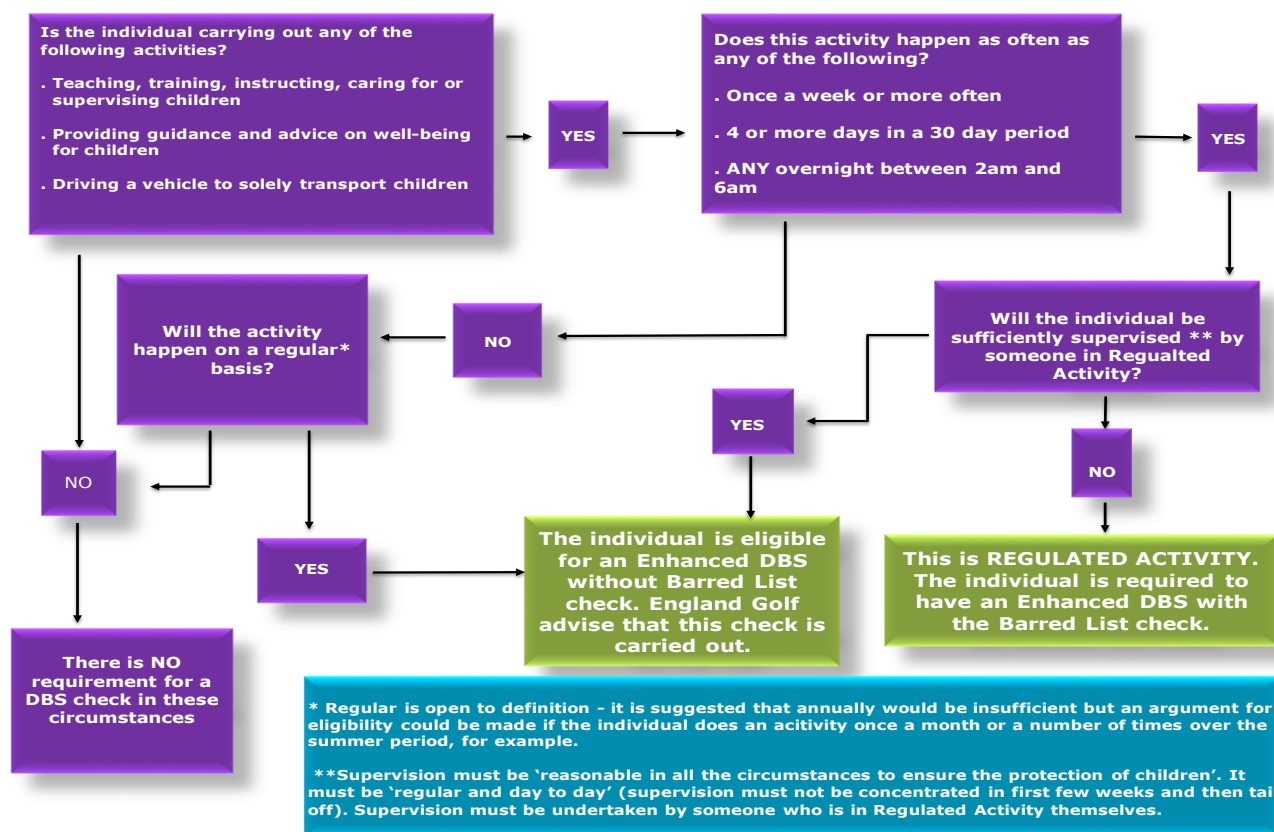 Is the individual carrying out any of the
following activities?
. Teaching, training, instructing, caring for or
supervising children
. Providing guidance and advice on well-being
for children
. Driving a vehicle to solely transport children
YES
Does this activity happen as often as
any of the following?
. Once a week or more often
. 4 or more days in a 30 day period
. ANY overnight between 2am and
6am
YES
Will the activity
happen on a regular*
basis?
NO
Will the individual be
sufficiently supervised ** by
someone in Regualted
Activity?
YES
NO
NO
YES
The individual is eligible
for an Enhanced DBS
without Barred List
check. England Golf
advise that this check is
carried out.
This is REGULATED ACTIVITY.
The individual is required to
have an Enhanced DBS with
the Barred List check.
There is NO
requirement for a
DBS check in these
circumstances
* Regular is open to definition - it is suggested that annually would be insufficient but an argument for
eligibility could be made if the individual does an acitivity once a month or a number of times over the
summer period, for example.
**Supervision must be ‘reasonable in all the circumstances to ensure the protection of children’. It
must be ‘regular and day to day’ (supervision must not be concentrated in first few weeks and then tai
off). Supervision must be undertaken by someone who is in Regulated Activity themselves.